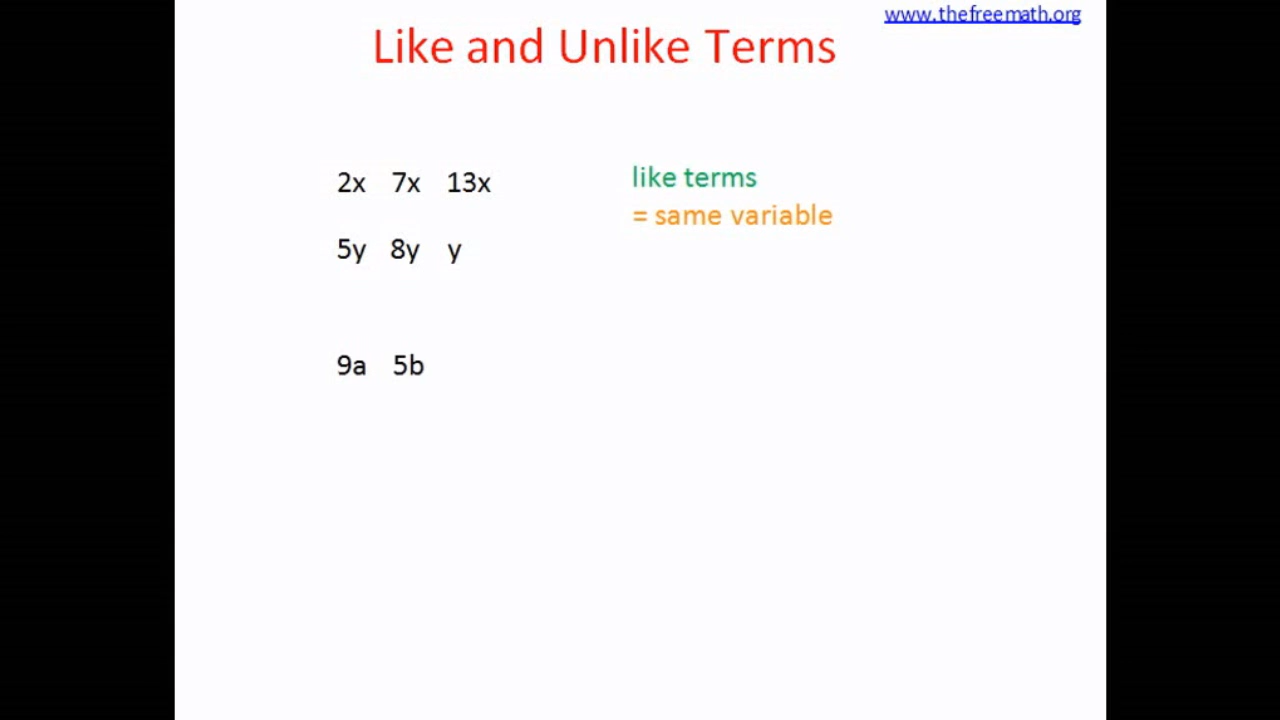 www.thefreemath.org
Like and Unlike Terms
2x 7x 13x
like terms
= same variable
5y 8y y
9a 5b